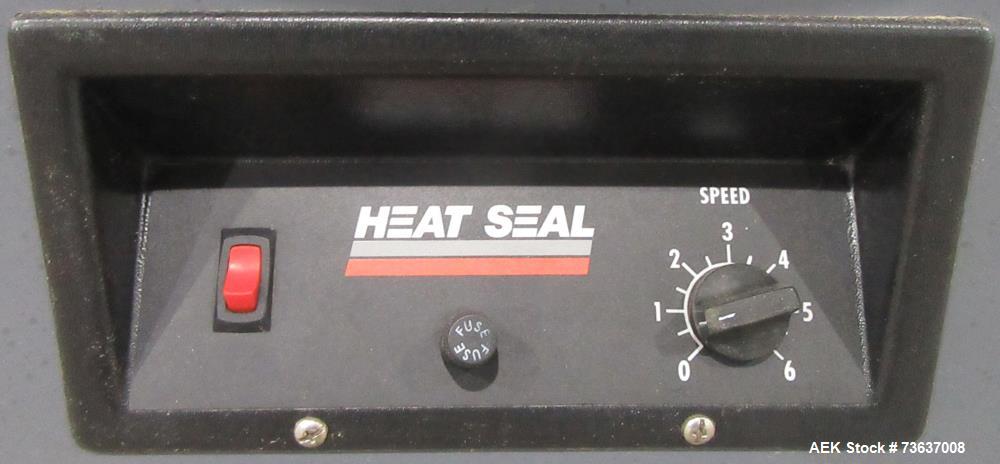 HEAT SEAL
FUSE FUSE
SPEED
0
1
2
3
4
5
6
AEK Stock #73637008